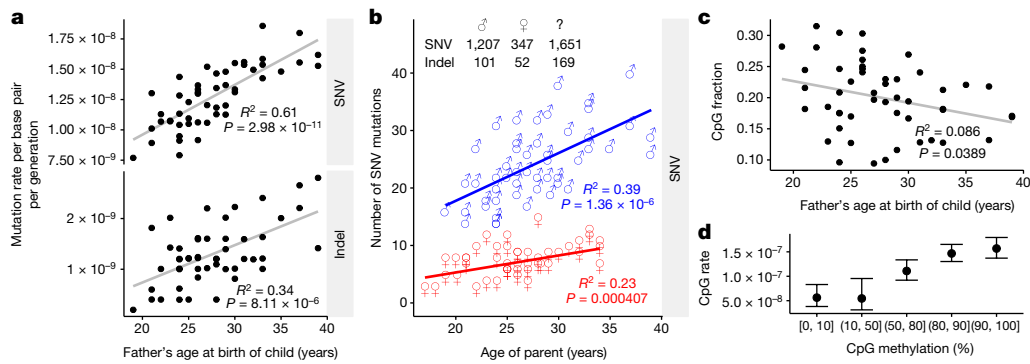 a
Mutation rate per base pair
per generation
1.75 × 10⁻⁸
1.50 × 10⁻⁸
1.25 × 10⁻⁸
1.00 × 10⁻⁸
7.50 × 10⁻⁹
R² = 0.61
P = 2.98 × 10⁻¹¹
SNV
2 × 10⁻⁹
1 × 10⁻⁹
R² = 0.34
P = 8.11 × 10⁻⁶
Indel
20 25 30 35 40
Father's age at birth of child (years)
b
♂ ♀ ?
SNV 1,207 347 1,651
Indel 101 52 169
Number of SNV mutations
40
30
20
10
0
R² = 0.39
P = 1.36 × 10⁻⁶
R² = 0.23
P = 0.000407
SNV
20 25 30 35 40
Age of parent (years)
c
CpG fraction
0.30
0.25
0.20
0.15
0.10
R² = 0.086
P = 0.0389
20 25 30 35 40
Father's age at birth of child (years)
d
CpG rate
1.5 × 10⁻⁷
1.0 × 10⁻⁷
5.0 × 10⁻⁸
[0, 10] (10, 50] (50, 80] (80, 90] (90, 100]
CpG methylation (%)